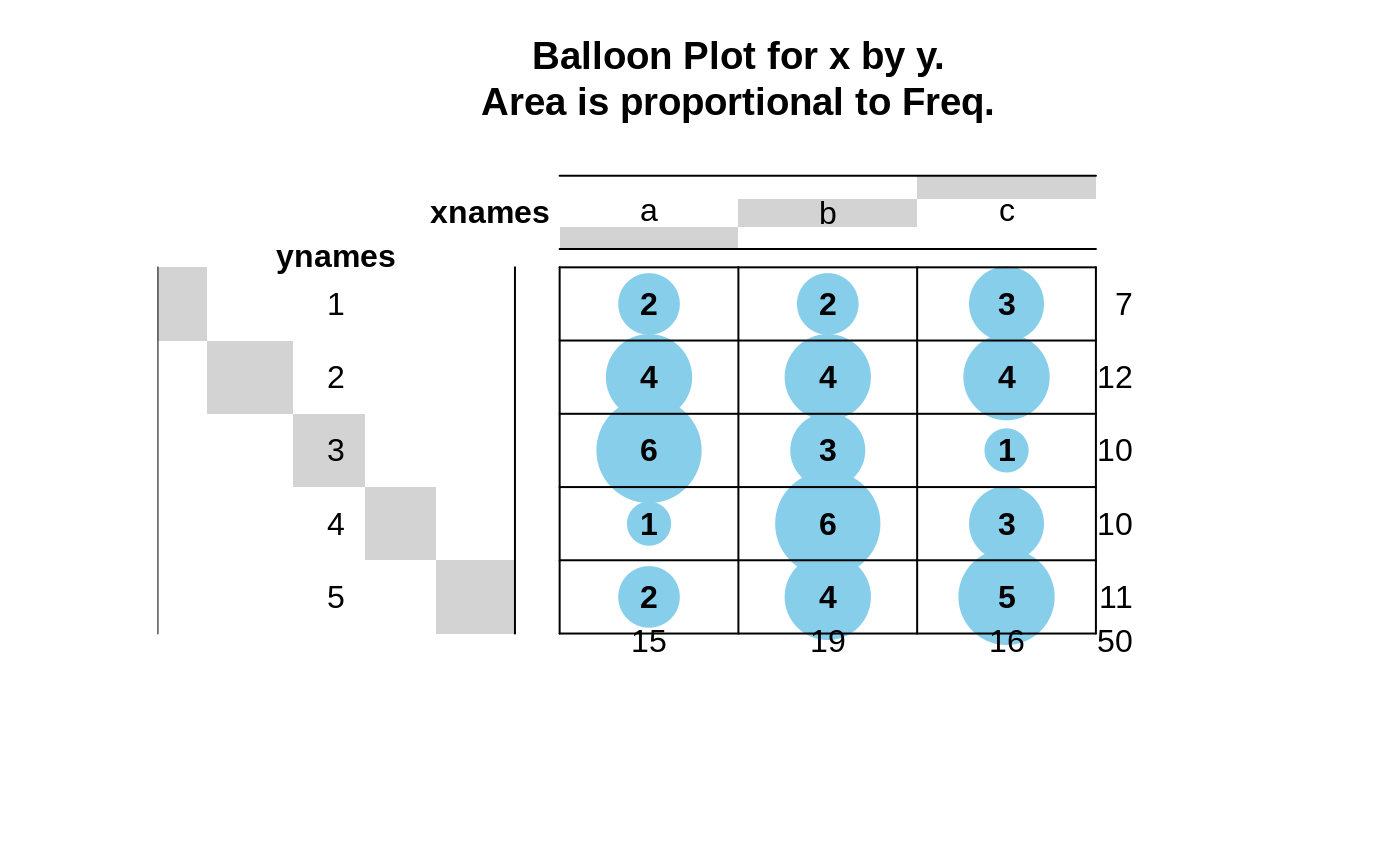 Balloon Plot for x by y.
Area is proportional to Freq.
xnames a b c
ynames
1 2 2 3 7
2 4 4 4 12
3 6 3 1 10
4 1 6 3 10
5 2 4 5 11
15 19 16 50